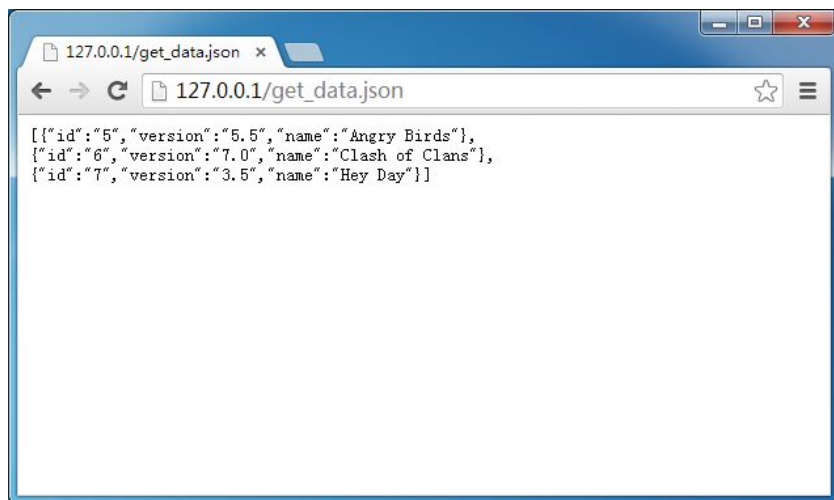 127.0.0.1/get_data.json
127.0.0.1/get_data.json
[{"id":"5","version":"5.5","name":"Angry Birds"},
{"id":"6","version":"7.0","name":"Clash of Clans"},
{"id":"7","version":"3.5","name":"Hey Day"}]